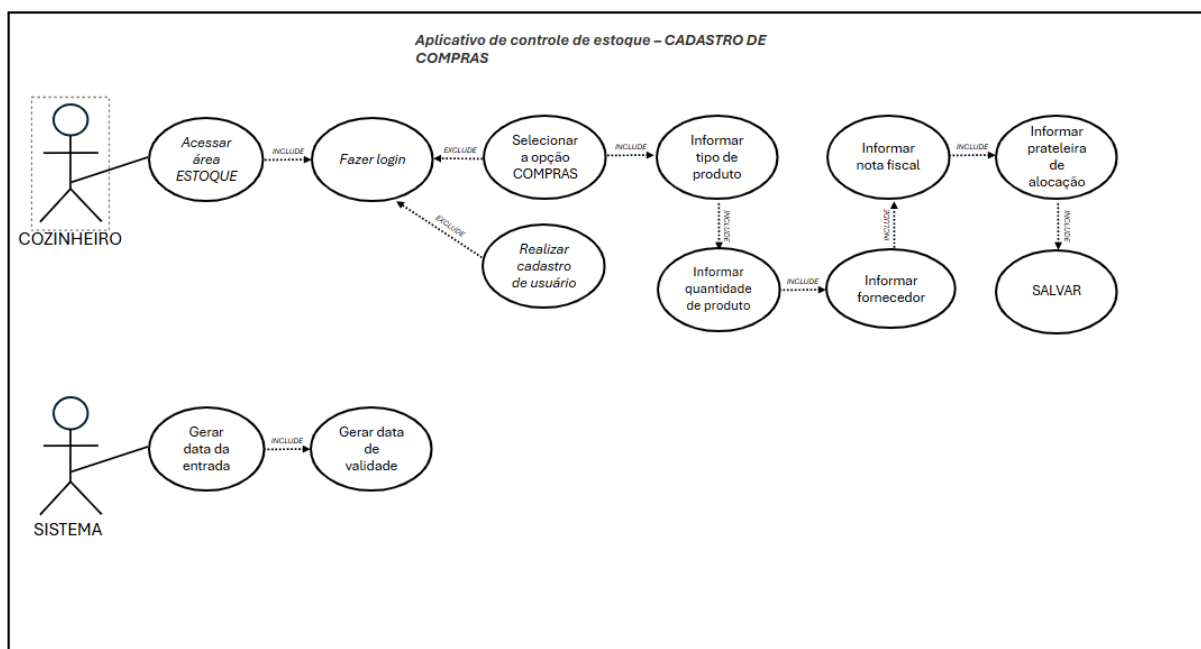 Aplicativo de controle de estoque – CADASTRO DE
COMPRAS
COZINHEIRO
Acessar
área
ESTOQUE
INCLUDE
Fazer login
EXCLUDE
Selecionar
a opção
COMPRAS
INCLUDE
Informar
tipo de
produto
EXCLUDE
Realizar
cadastro
de usuário
INCLUDE
Informar
quantidade
de produto
INCLUDE
Informar
fornecedor
INCLUDE
Informar
nota fiscal
INCLUDE
Informar
prateleira
de
alocação
INCLUDE
SALVAR
SISTEMA
Gerar
data da
entrada
INCLUDE
Gerar data
de
validade